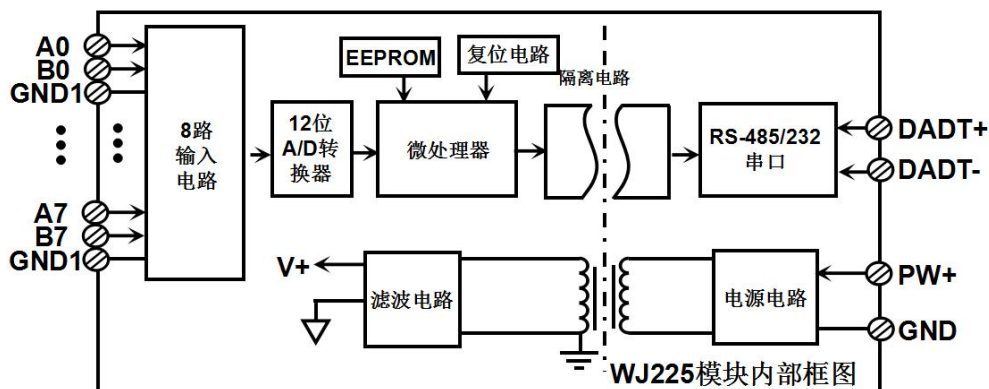 A0
B0
GND1
A7
B7
GND1
8路
输入
电路
12位
A/D转
换器
EEPROM
复位电路
微处理器
隔离电路
RS-485/232
串口
DADT+
DADT-
V+
滤波电路
电源电路
PW+
GND
WJ225模块内部框图